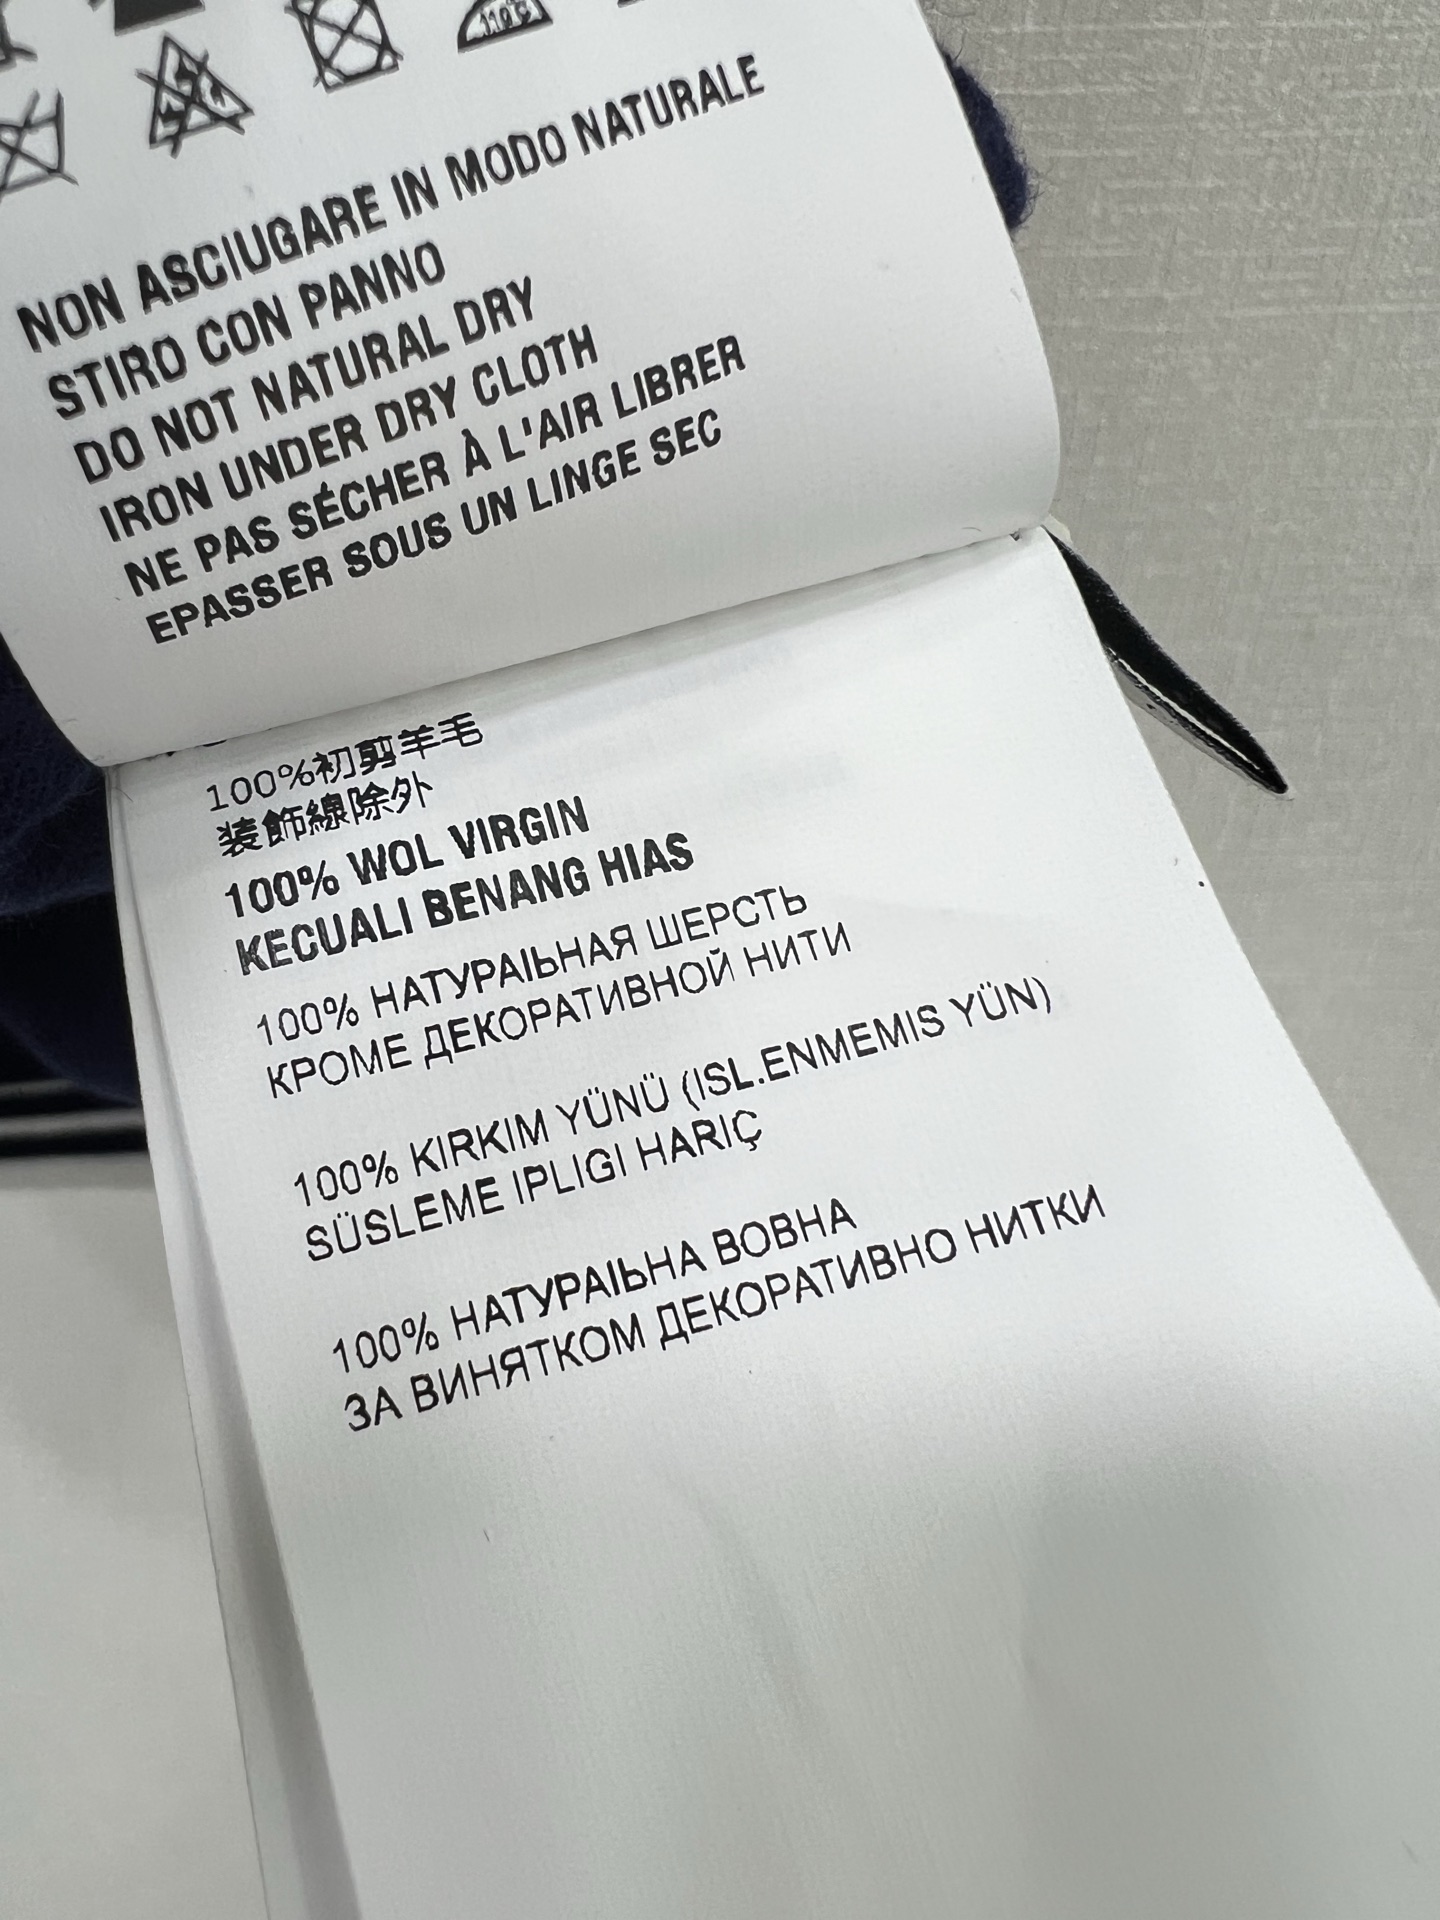 110°C
NON ASCIUGARE IN MODO NATURALE
STIRO CON PANNO
DO NOT NATURAL DRY
IRON UNDER DRY CLOTH
NE PAS SÉCHER À L'AIR LIBRER
EPASSER SOUS UN LINGE SEC
100%初剪羊毛
装飾線除外
100% WOL VIRGIN
KECUALI BENANG HIAS
100% НАТУРАІЬНАЯ ШЕРСТЬ
КРОМЕ ДЕКОРАТИВНОЙ НИТИ
100% KIRKIM YÜNÜ (ISL.ENMEMIS YÜN)
SÜSLEME IPLIGI HARIÇ
100% НАТУРАІЬНА ВОВНА
ЗА ВИНЯТКОМ ДЕКОРАТИВНО НИТКИ